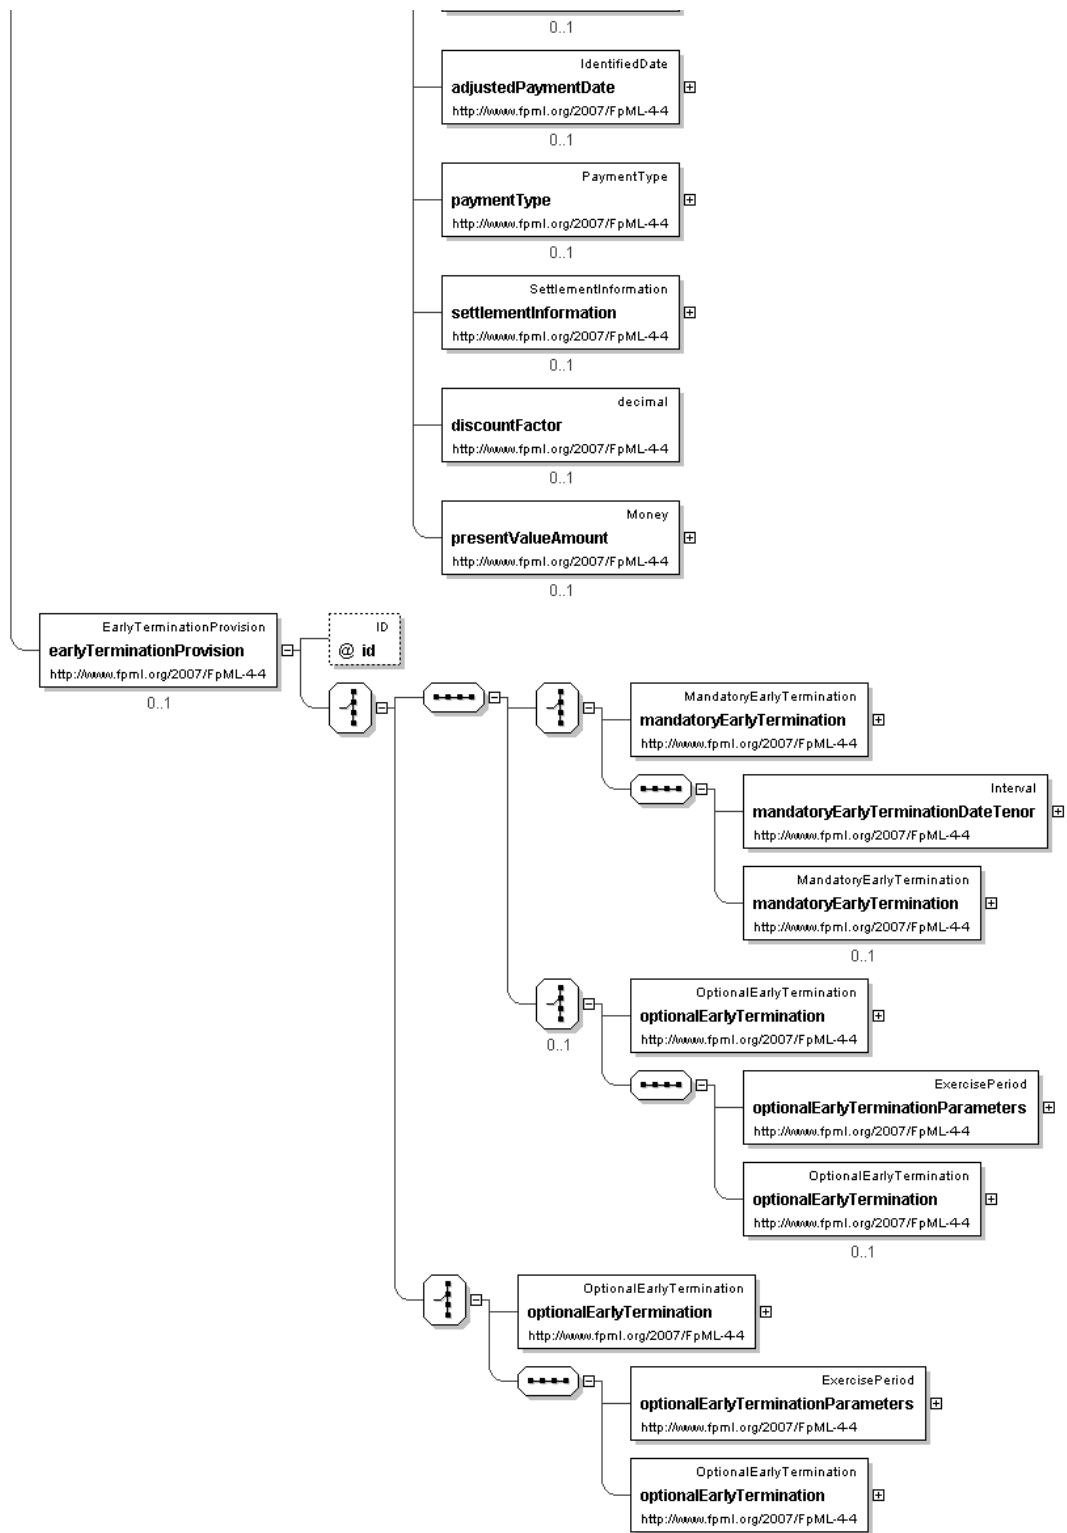 0..1
IdentifiedDate
adjustedPaymentDate
http://www.fpml.org/2007/FpML-4-4
0..1
PaymentType
paymentType
http://www.fpml.org/2007/FpML-4-4
0..1
SettlementInformation
settlementInformation
http://www.fpml.org/2007/FpML-4-4
0..1
decimal
discountFactor
http://www.fpml.org/2007/FpML-4-4
0..1
Money
presentValueAmount
http://www.fpml.org/2007/FpML-4-4
0..1
EarlyTerminationProvision
earlyTerminationProvision
http://www.fpml.org/2007/FpML-4-4
0..1
ID
@ id
MandatoryEarlyTermination
mandatoryEarlyTermination
http://www.fpml.org/2007/FpML-4-4
Interval
mandatoryEarlyTerminationDateTenor
http://www.fpml.org/2007/FpML-4-4
MandatoryEarlyTermination
mandatoryEarlyTermination
http://www.fpml.org/2007/FpML-4-4
0..1
OptionalEarlyTermination
optionalEarlyTermination
http://www.fpml.org/2007/FpML-4-4
0..1
ExercisePeriod
optionalEarlyTerminationParameters
http://www.fpml.org/2007/FpML-4-4
OptionalEarlyTermination
optionalEarlyTermination
http://www.fpml.org/2007/FpML-4-4
0..1
OptionalEarlyTermination
optionalEarlyTermination
http://www.fpml.org/2007/FpML-4-4
ExercisePeriod
optionalEarlyTerminationParameters
http://www.fpml.org/2007/FpML-4-4
OptionalEarlyTermination
optionalEarlyTermination
http://www.fpml.org/2007/FpML-4-4